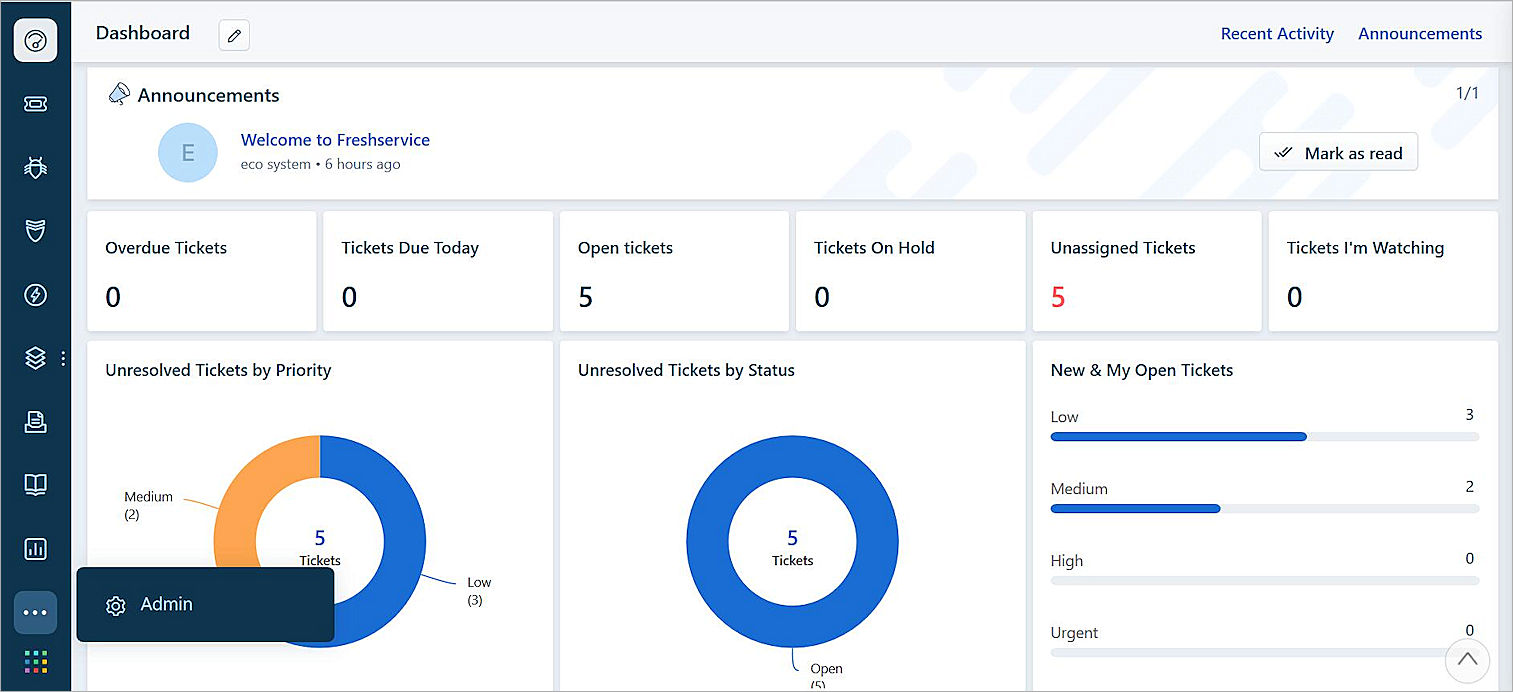 Dashboard
Recent Activity
Announcements
Announcements
1/1
E
Welcome to Freshservice
eco system • 6 hours ago
Mark as read
Overdue Tickets
0
Tickets Due Today
0
Open tickets
5
Tickets On Hold
0
Unassigned Tickets
5
Tickets I'm Watching
0
Unresolved Tickets by Priority
Medium
(2)
5
Tickets
Low
(3)
Unresolved Tickets by Status
5
Tickets
Open
(5)
New & My Open Tickets
Low 3
Medium 2
High 0
Urgent 0
Admin